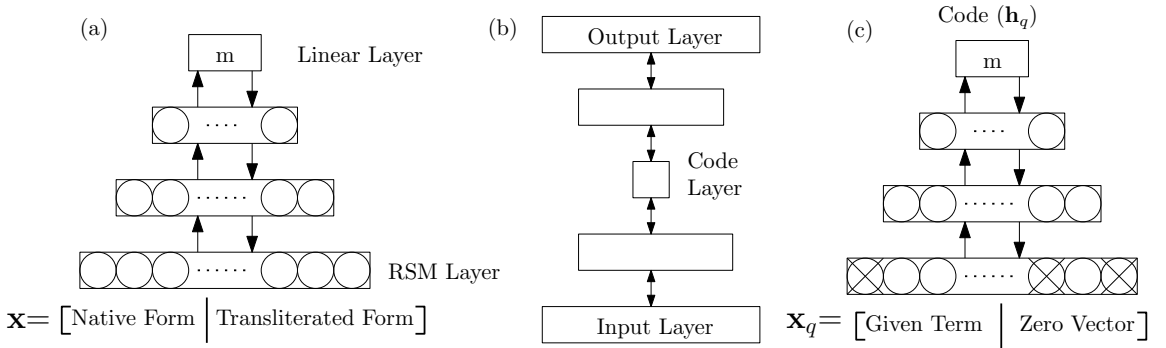 (a)
m
Linear Layer
. . . .
. . . . . .
. . . . . .
RSM Layer
x= [Native Form | Transliterated Form]
(b)
Output Layer
Code
Layer
Input Layer
(c)
Code (h_q)
m
. . . .
. . . . . .
. . . . . .
x_q= [Given Term | Zero Vector]